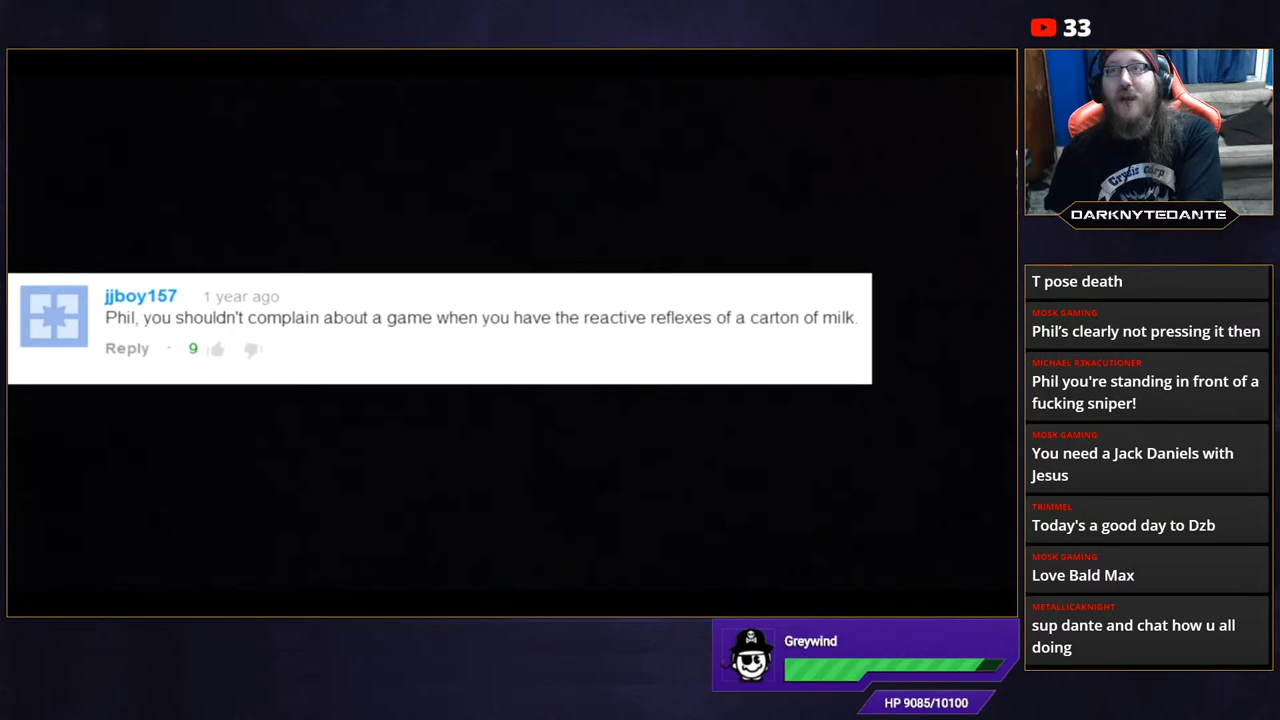 33
DARKNYTEDANTE
jjboy157 1 year ago
Phil, you shouldn't complain about a game when you have the reactive reflexes of a carton of milk.
Reply · 9
T pose death
MOSK GAMING
Phil's clearly not pressing it then
MICHAEL R3KACUTIONER
Phil you're standing in front of a
fucking sniper!
MOSK GAMING
You need a Jack Daniels with
Jesus
TRIMMEL
Today's a good day to Dzb
MOSK GAMING
Love Bald Max
METALLICAKNIGHT
sup dante and chat how u all
doing
Greywind
HP 9085/10100